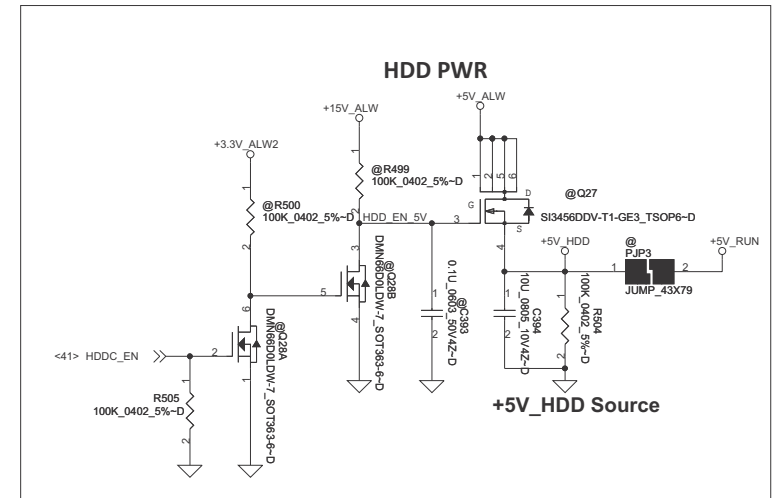 HDD PWR
+5V_ALW
+15V_ALW
+3.3V_ALW2
1
2
5
6
1
@R499
100K_0402_5%~D
2
1
@R500
100K_0402_5%~D
2
HDD_EN_5V
3
G
D
S
4
@Q27
SI3456DDV-T1-GE3_TSOP6~D
+5V_HDD
@
PJP3
1
2
JUMP_43X79
+5V_RUN
3
5
4
@Q28B
DMN66D0LDW-7_SOT363-6~D
1
2
@C393
0.1U_0603_50V4Z~D
1
2
C394
10U_0805_10V4Z~D
1
2
R504
100K_0402_5%~D
6
2
1
@Q28A
DMN66D0LDW-7_SOT363-6~D
<41> HDDC_EN
1
R505
100K_0402_5%~D
2
+5V_HDD Source